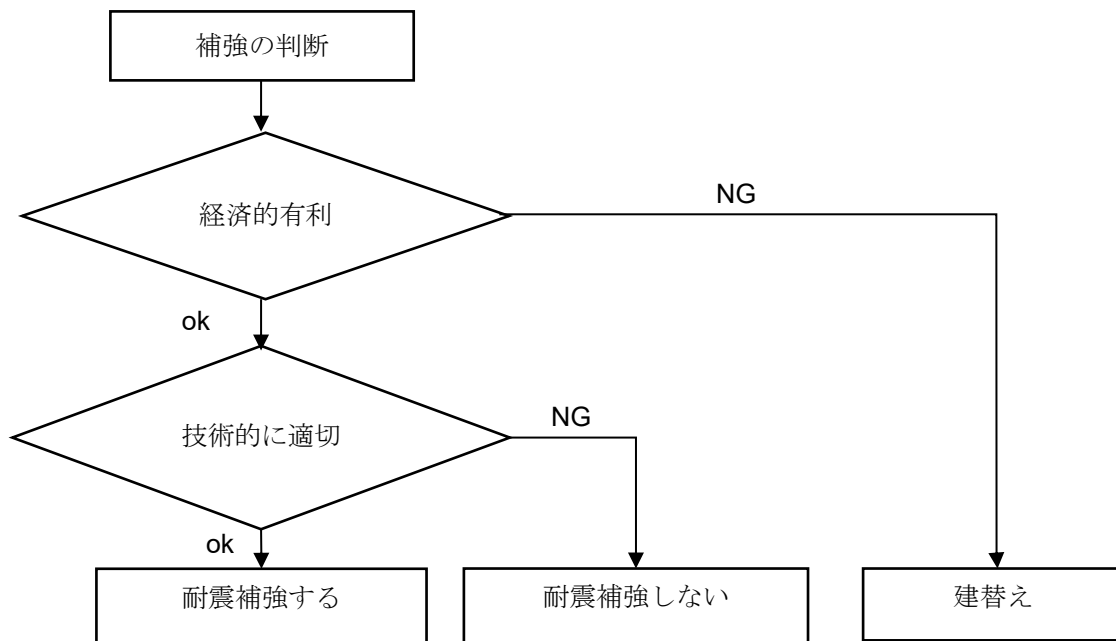 補強の判断
経済的有利
NG
ok
技術的に適切
NG
ok
耐震補強する
耐震補強しない
建替え